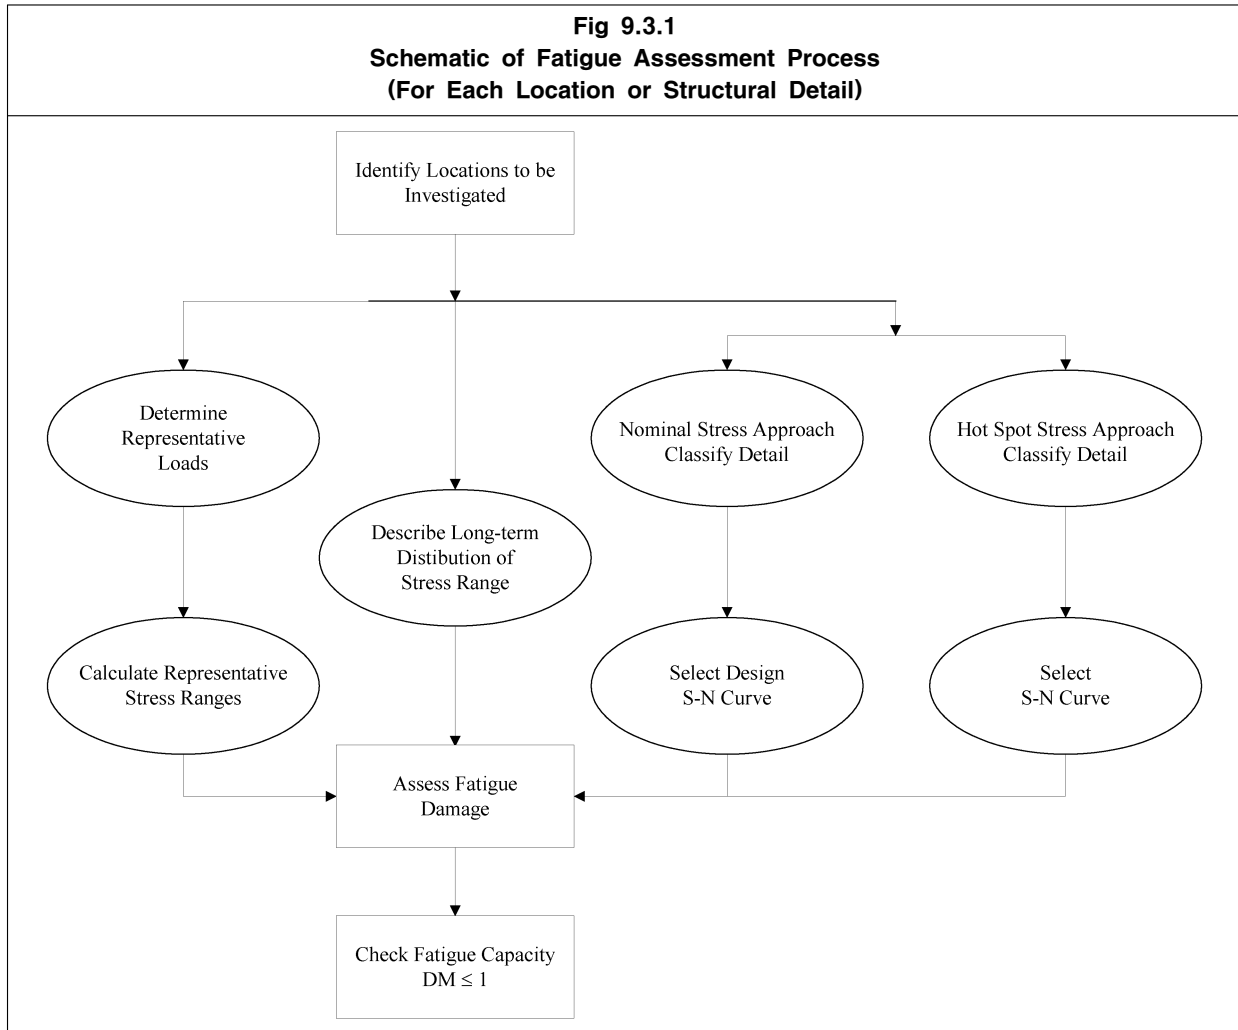 Fig 9.3.1
Schematic of Fatigue Assessment Process
(For Each Location or Structural Detail)
Identify Locations to be
Investigated
Determine
Representative
Loads
Nominal Stress Approach
Classify Detail
Hot Spot Stress Approach
Classify Detail
Describe Long-term
Distibution of
Stress Range
Calculate Representative
Stress Ranges
Select Design
S-N Curve
Select
S-N Curve
Assess Fatigue
Damage
Check Fatigue Capacity
DM ≤ 1